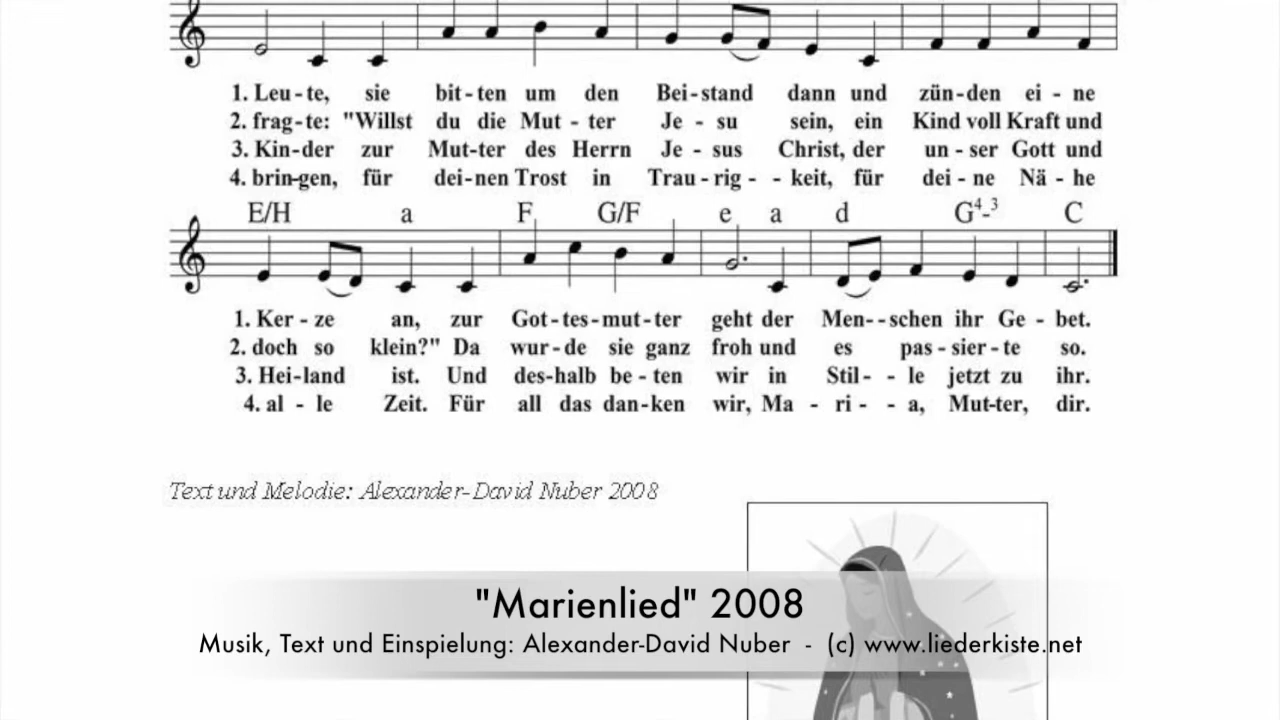 1. Leu - te, sie bit - ten um den Bei - stand dann und zün - den ei - ne
2. frag - te: "Willst du die Mut - ter Je - su sein, ein Kind voll Kraft und
3. Kin - der zur Mut - ter des Herrn Je - sus Christ, der un - ser Gott und
4. brin - gen, für dei - nen Trost in Trau - rig - - keit, für dei - ne Nä - he
E/H a F G/F e a d G4-3 C
1. Ker - ze an, zur Got - tes - mut - ter geht der Men - - schen ihr Ge - bet.
2. doch so klein?" Da wur - de sie ganz froh und es pas - sier - te so.
3. Hei - land ist. Und des - halb be - ten wir in Stil - - le jetzt zu ihr.
4. al - le Zeit. Für all das dan - ken wir, Ma - ri - - a, Mut - ter, dir.
Text und Melodie: Alexander-David Nuber 2008
"Marienlied" 2008
Musik, Text und Einspielung: Alexander-David Nuber - (c) www.liederkiste.net